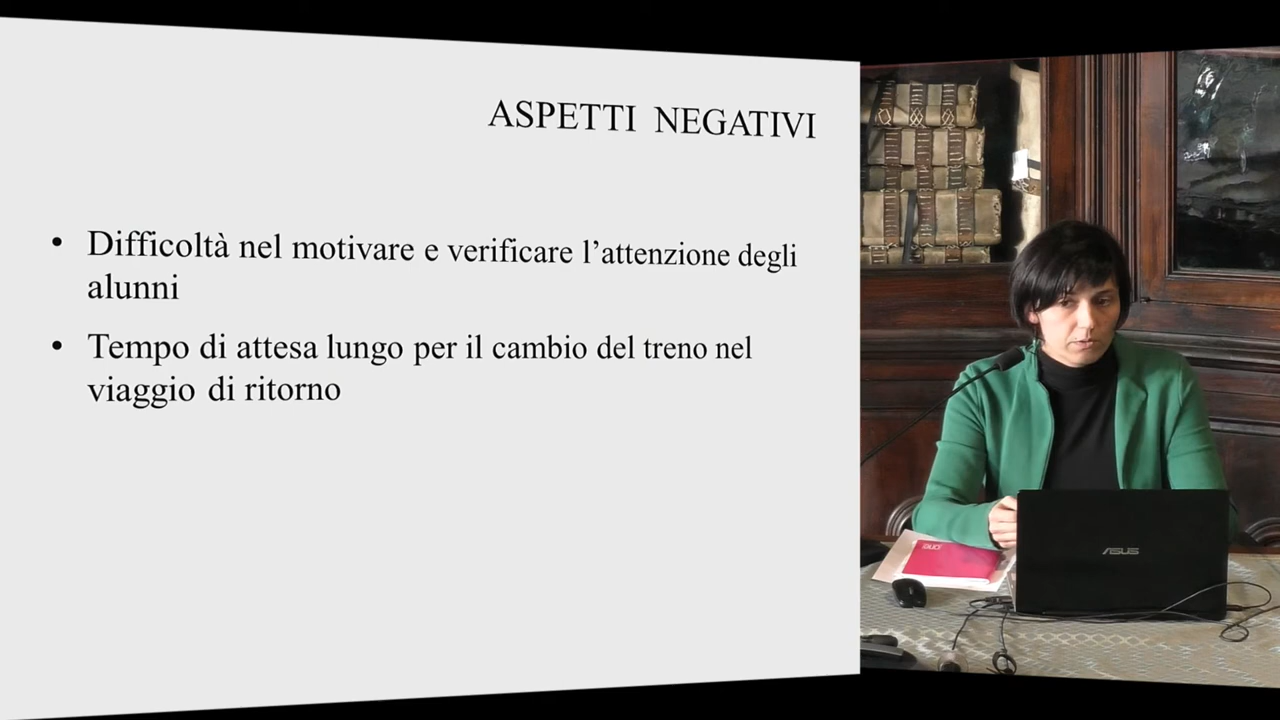 ASPETTI NEGATIVI
• Difficoltà nel motivare e verificare l’attenzione degli
alunni
• Tempo di attesa lungo per il cambio del treno nel
viaggio di ritorno
ASUS